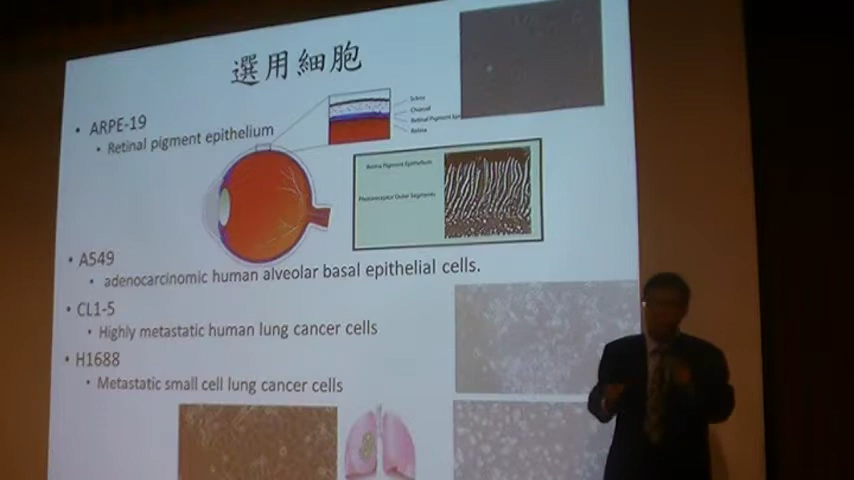 選用細胞
• ARPE-19
• Retinal pigment epithelium
Sclera
Choroid
Retinal Pigment
Retina
Retina Pigment Epithelium
Photoreceptor Outer Segments
• A549
• adenocarcinomic human alveolar basal epithelial cells.
• CL1-5
• Highly metastatic human lung cancer cells
• H1688
• Metastatic small cell lung cancer cells